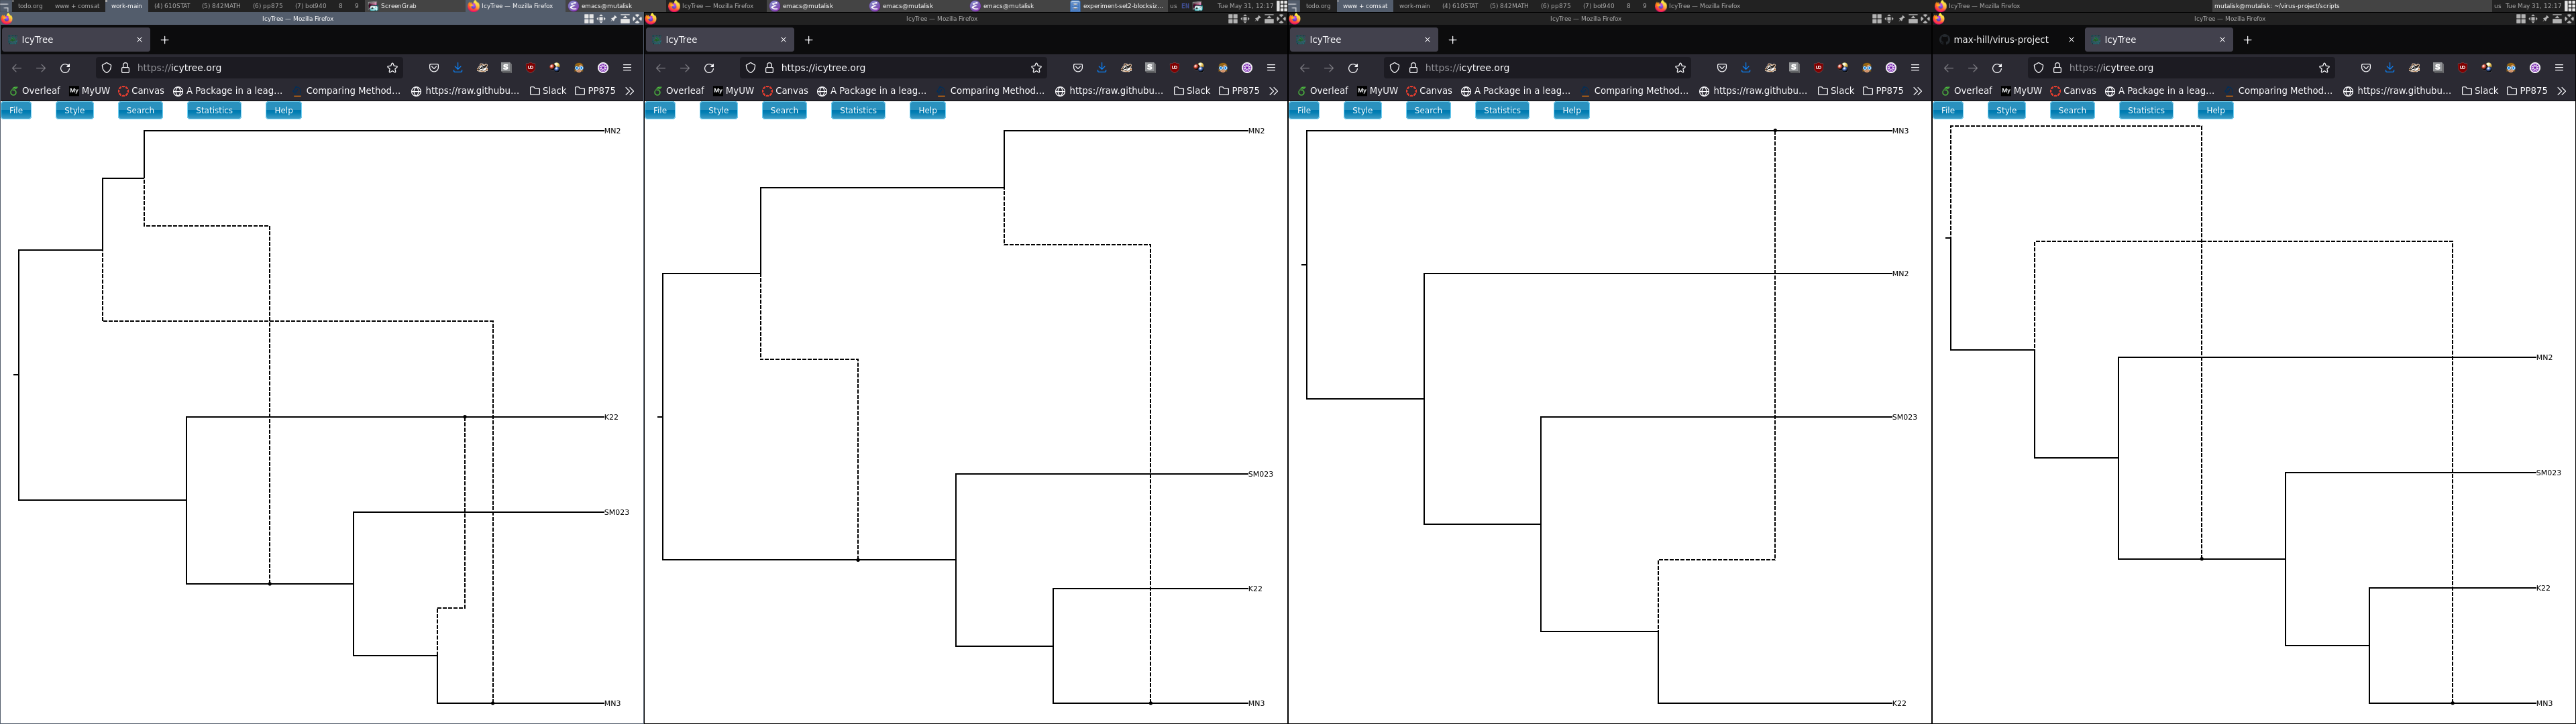 todo.org www + comsat work-main (4) 610STAT (5) 842MATH (6) pp875 (7) bot940 8 9 ScreenGrab IcyTree — Mozilla Firefox emacs@mutalisk IcyTree — Mozilla Firefox emacs@mutalisk emacs@mutalisk emacs@mutalisk experiment-set2-blocksiz... us EN Tue May 31, 12:17 todo.org www + comsat work-main (4) 610STAT (5) 842MATH (6) pp875 (7) bot940 8 9 IcyTree — Mozilla Firefox IcyTree — Mozilla Firefox mutalisk@mutalisk: ~/virus-project/scripts us Tue May 31, 12:17
IcyTree — Mozilla Firefox IcyTree — Mozilla Firefox IcyTree — Mozilla Firefox IcyTree — Mozilla Firefox
IcyTree IcyTree IcyTree max-hill/virus-project IcyTree
https://icytree.org https://icytree.org https://icytree.org https://icytree.org
Overleaf My MyUW Canvas A Package in a leag... Comparing Method... https://raw.githubu... Slack PP875 Overleaf My MyUW Canvas A Package in a leag... Comparing Method... https://raw.githubu... Slack PP875 Overleaf My MyUW Canvas A Package in a leag... Comparing Method... https://raw.githubu... Slack PP875 Overleaf My MyUW Canvas A Package in a leag... Comparing Method... https://raw.githubu... Slack PP875
File Style Search Statistics Help File Style Search Statistics Help File Style Search Statistics Help File Style Search Statistics Help
MN2
K22
SM023
MN3
MN2
SM023
K22
MN3
MN3
MN2
SM023
K22
MN2
SM023
K22
MN3